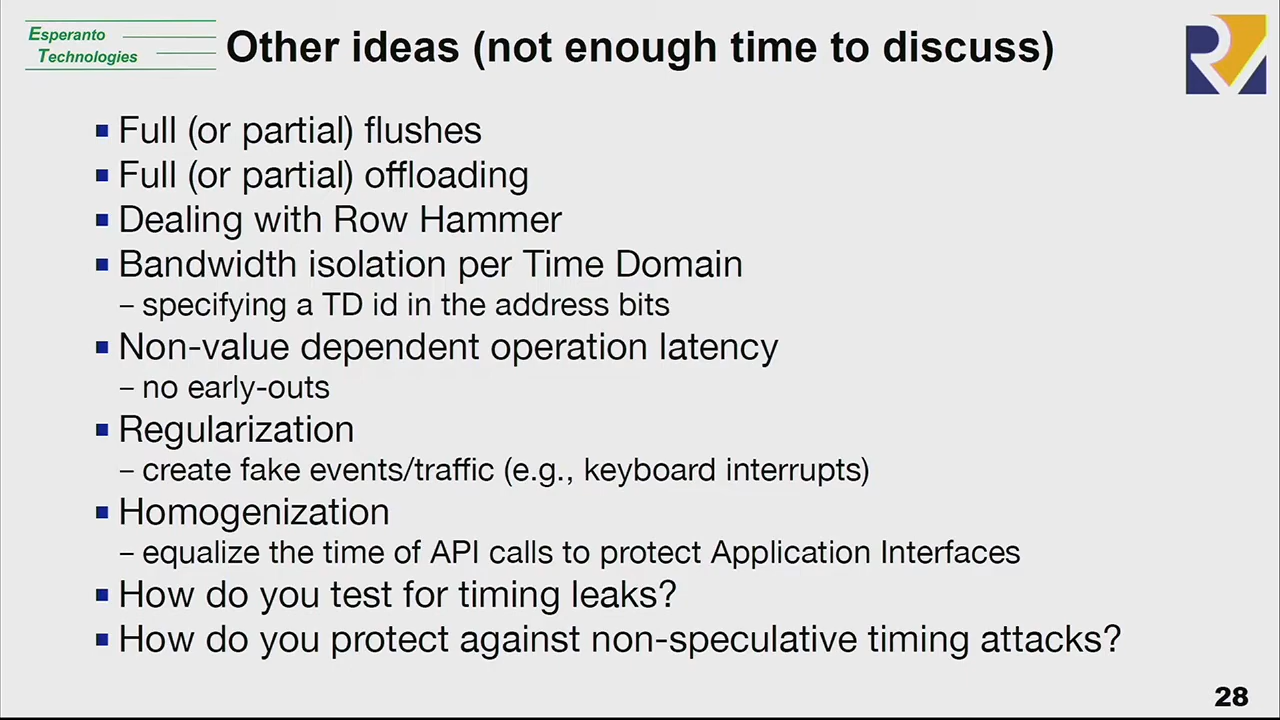 Esperanto
Technologies
Other ideas (not enough time to discuss)
RV
▪ Full (or partial) flushes
▪ Full (or partial) offloading
▪ Dealing with Row Hammer
▪ Bandwidth isolation per Time Domain
– specifying a TD id in the address bits
▪ Non-value dependent operation latency
– no early-outs
▪ Regularization
– create fake events/traffic (e.g., keyboard interrupts)
▪ Homogenization
– equalize the time of API calls to protect Application Interfaces
▪ How do you test for timing leaks?
▪ How do you protect against non-speculative timing attacks?
28